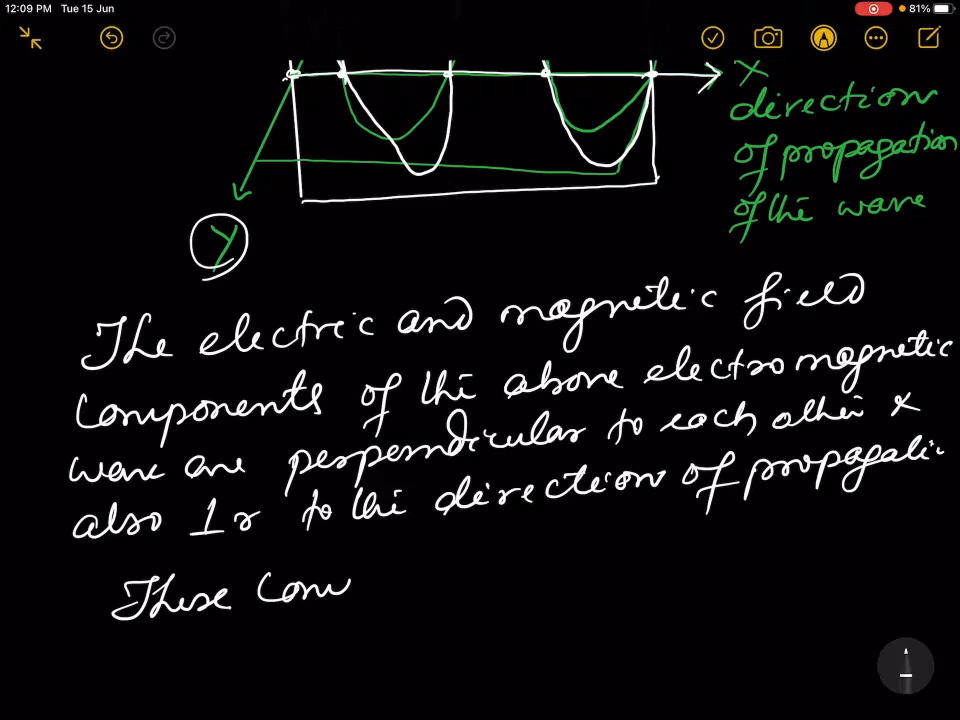 12:09 PM Tue 15 Jun 81%
X
direction
of propagation
of the wave
Y
The electric and magnetic field
components of the above electromagnetic
wave are perpendicular to each other &
also ⊥r to the direction of propagati
These com